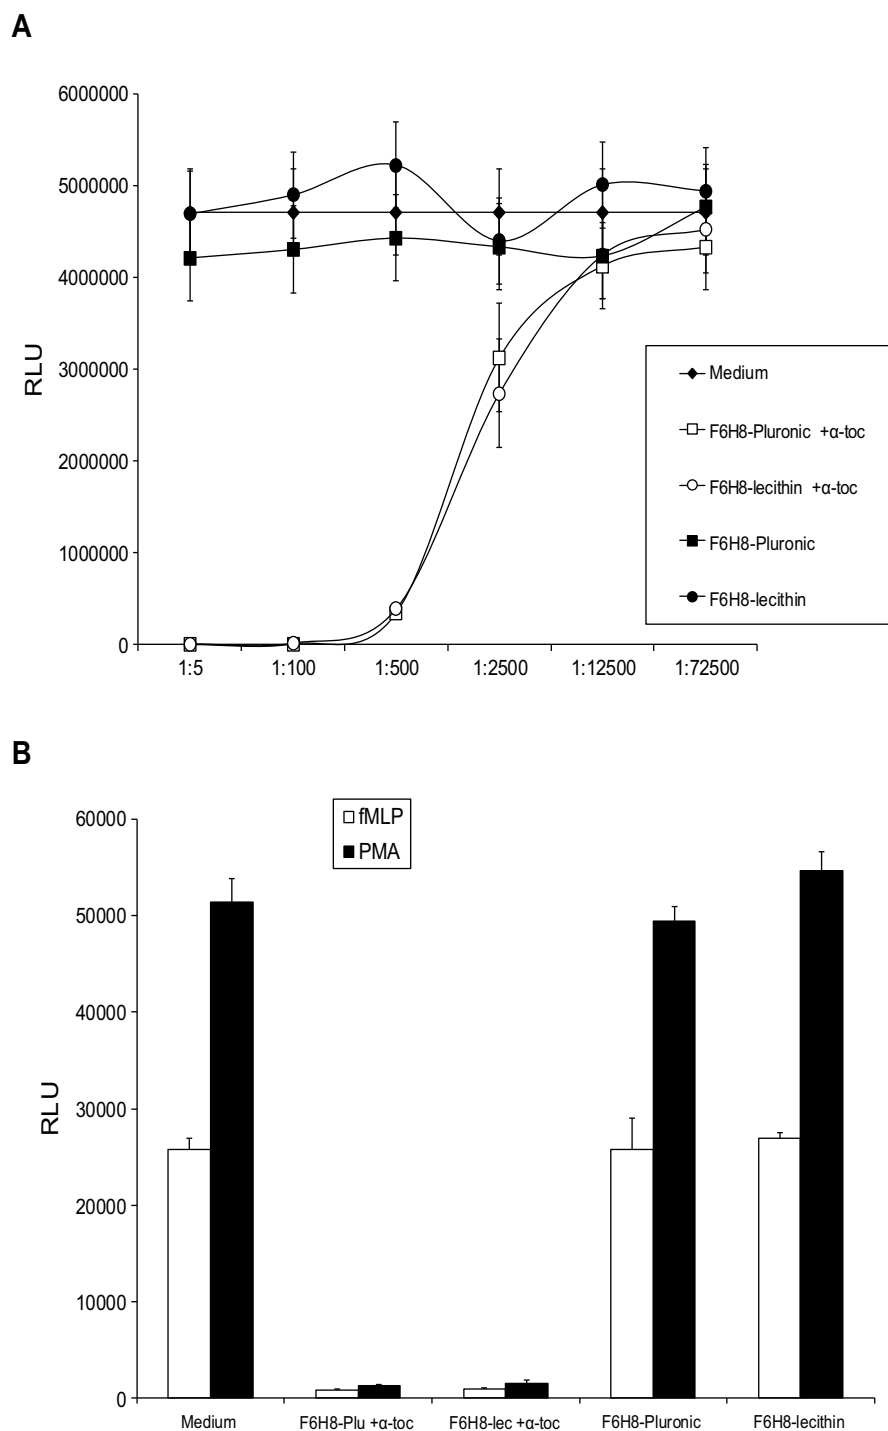 A
6000000
5000000
4000000
3000000
2000000
1000000
0
RLU
1:5 1:100 1:500 1:2500 1:12500 1:72500
Medium
F6H8-Pluronic +α-toc
F6H8-lecithin +α-toc
F6H8-Pluronic
F6H8-lecithin
B
60000
50000
40000
30000
20000
10000
0
RLU
fMLP
PMA
Medium F6H8-Plu +α-toc F6H8-lec +α-toc F6H8-Pluronic F6H8-lecithin